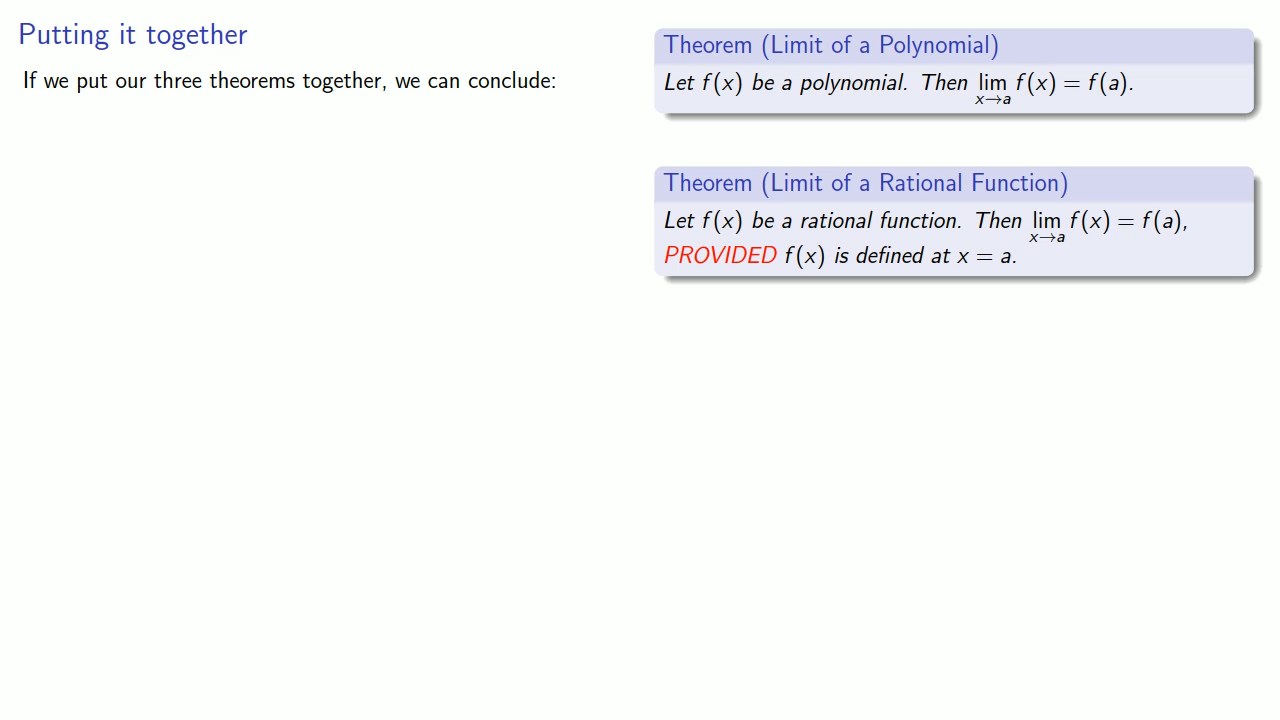 Putting it together
If we put our three theorems together, we can conclude:
Theorem (Limit of a Polynomial)
Let f(x) be a polynomial. Then lim f(x) = f(a).
x→a
Theorem (Limit of a Rational Function)
Let f(x) be a rational function. Then lim f(x) = f(a),
x→a
PROVIDED f(x) is defined at x = a.